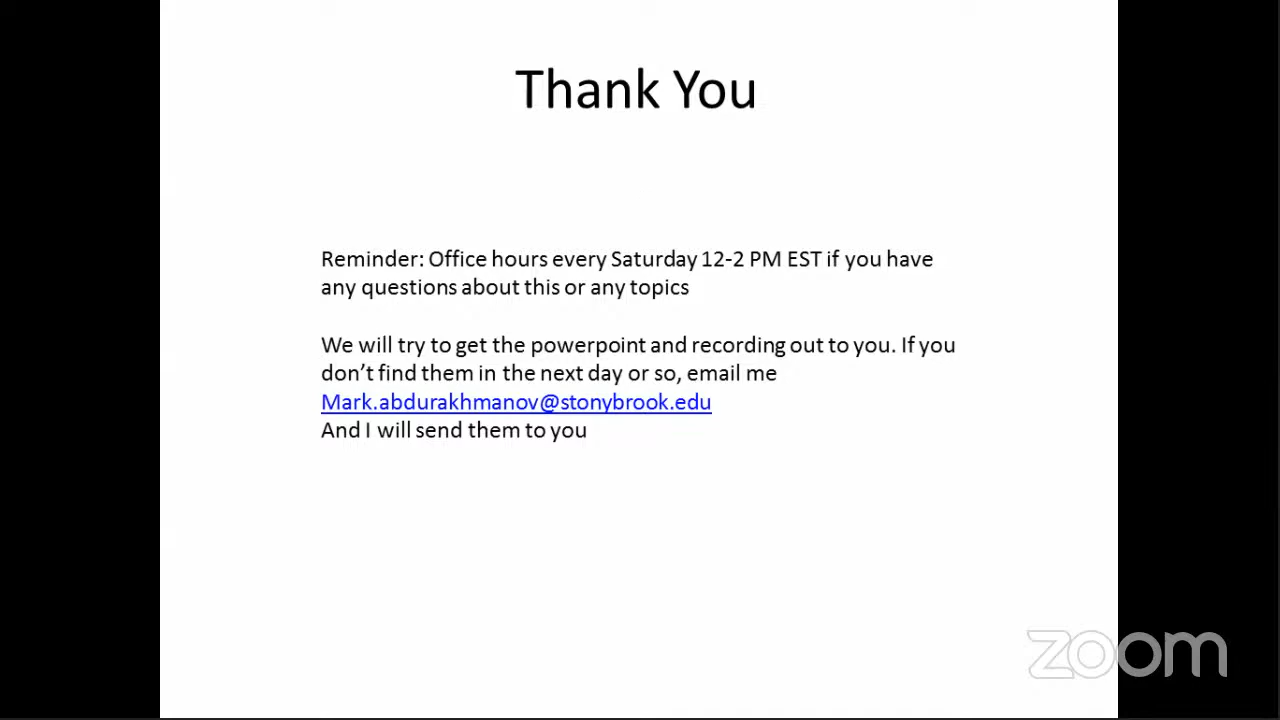 Thank You
Reminder: Office hours every Saturday 12-2 PM EST if you have
any questions about this or any topics
We will try to get the powerpoint and recording out to you. If you
don’t find them in the next day or so, email me
Mark.abdurakhmanov@stonybrook.edu
And I will send them to you
zoom